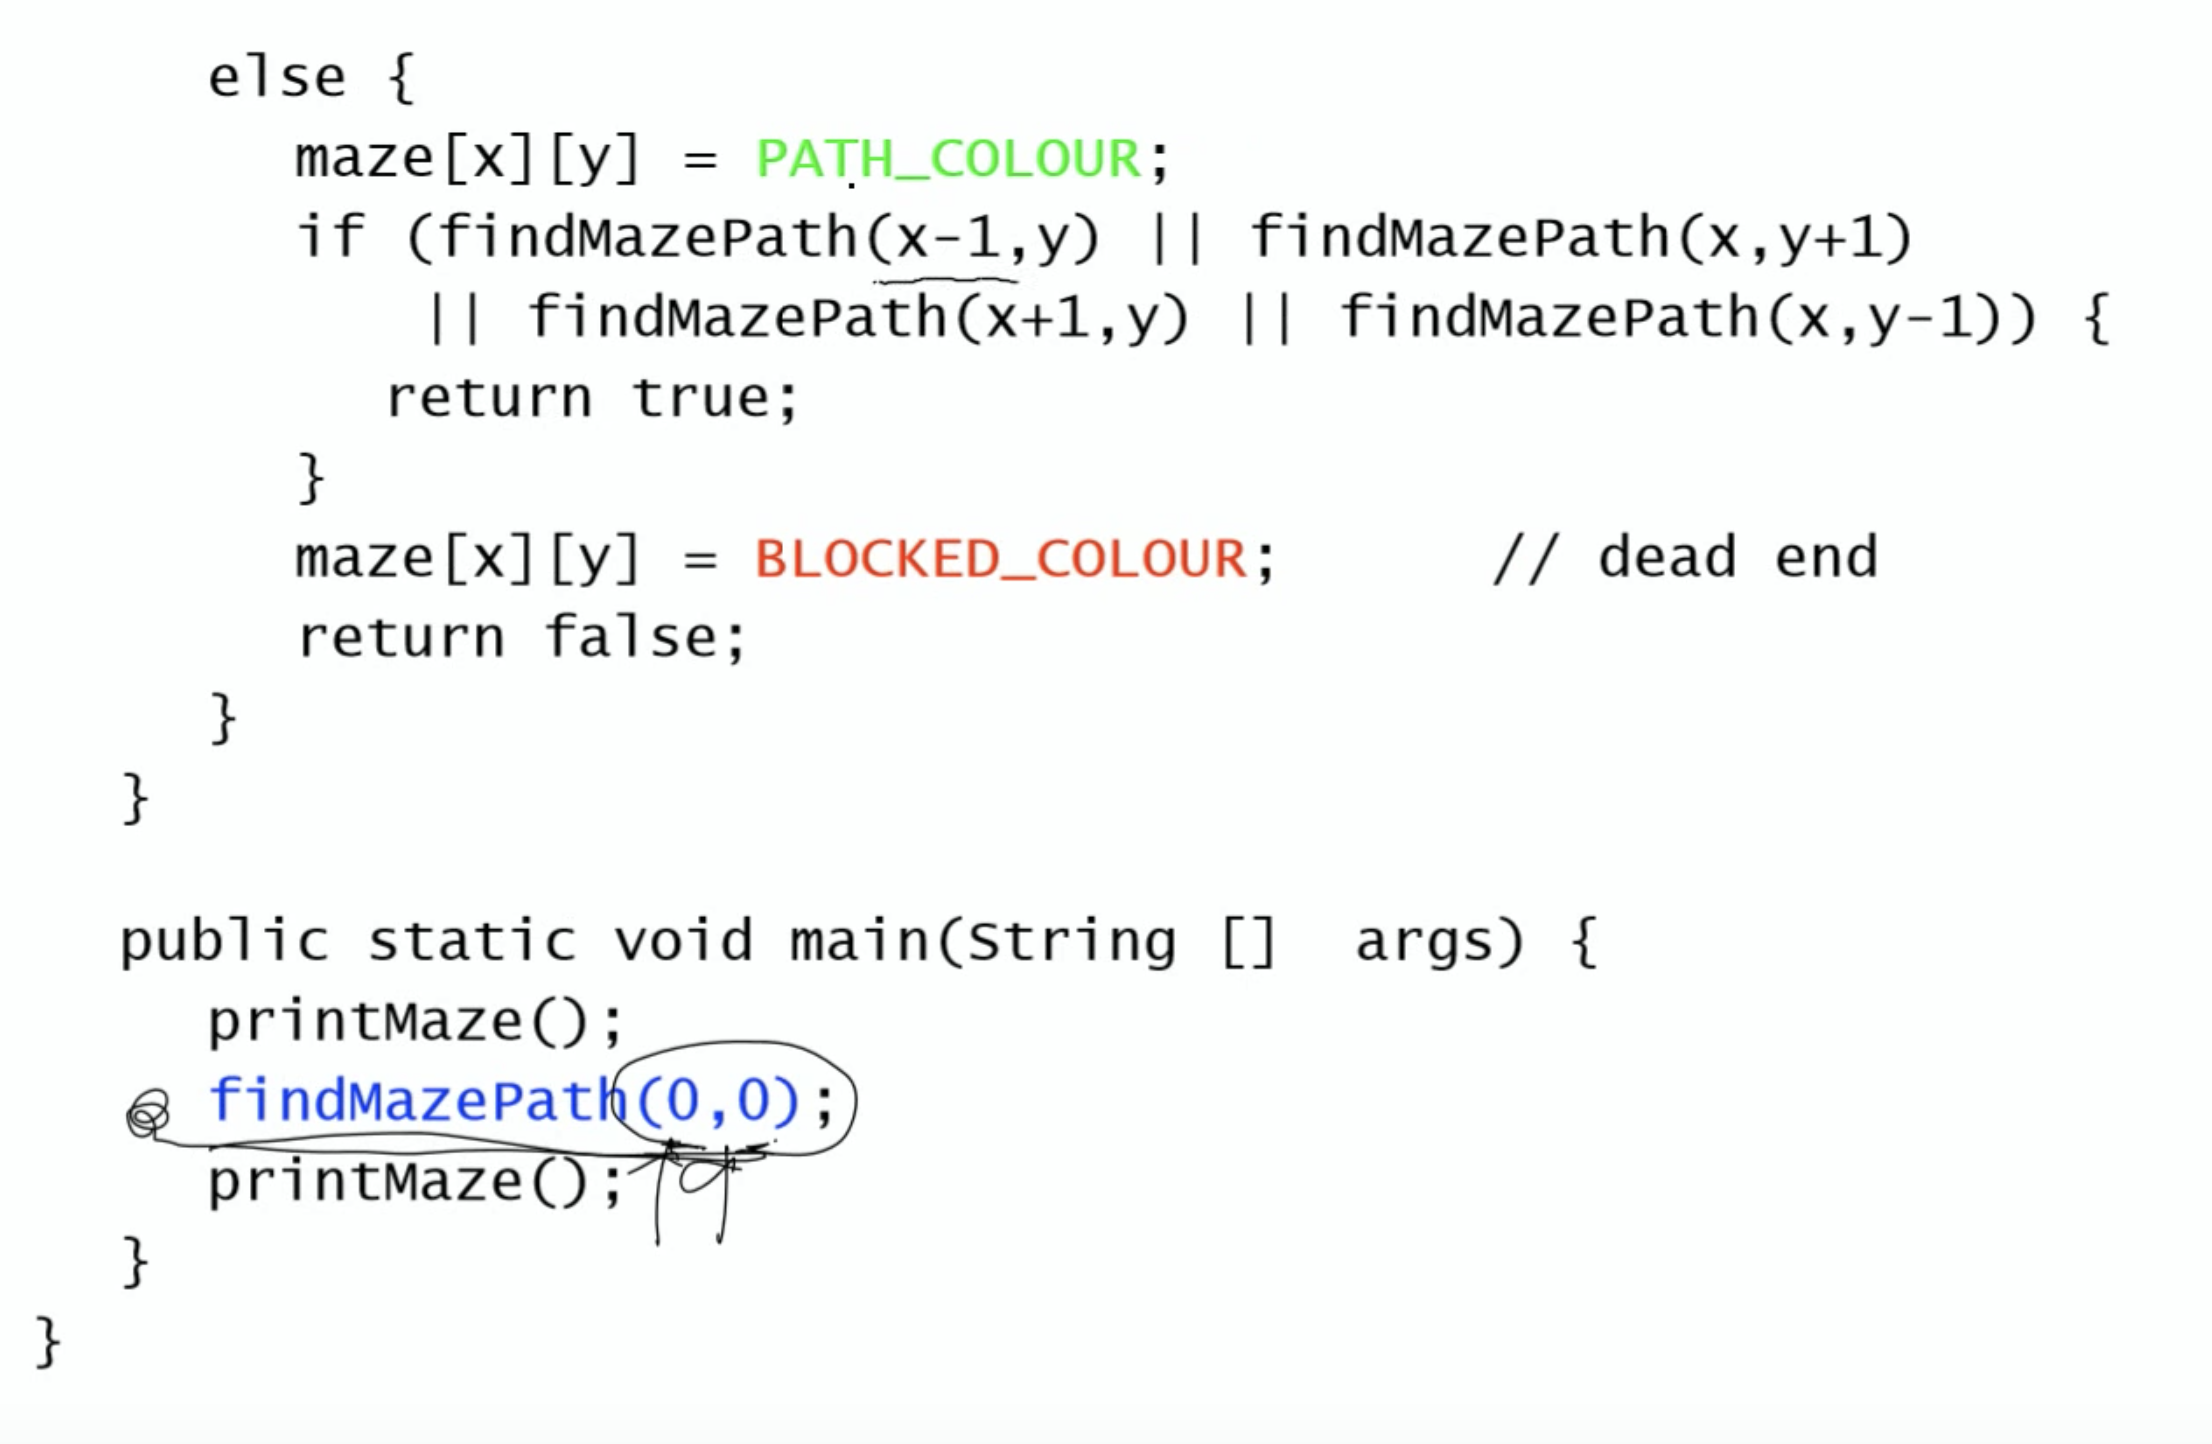 else {
maze[x][y] = PATH_COLOUR;
if (findMazePath(x-1,y) || findMazePath(x,y+1)
|| findMazePath(x+1,y) || findMazePath(x,y-1)) {
return true;
}
maze[x][y] = BLOCKED_COLOUR; // dead end
return false;
}
}
public static void main(String [] args) {
printMaze();
findMazePath(0,0);
printMaze();
}
}